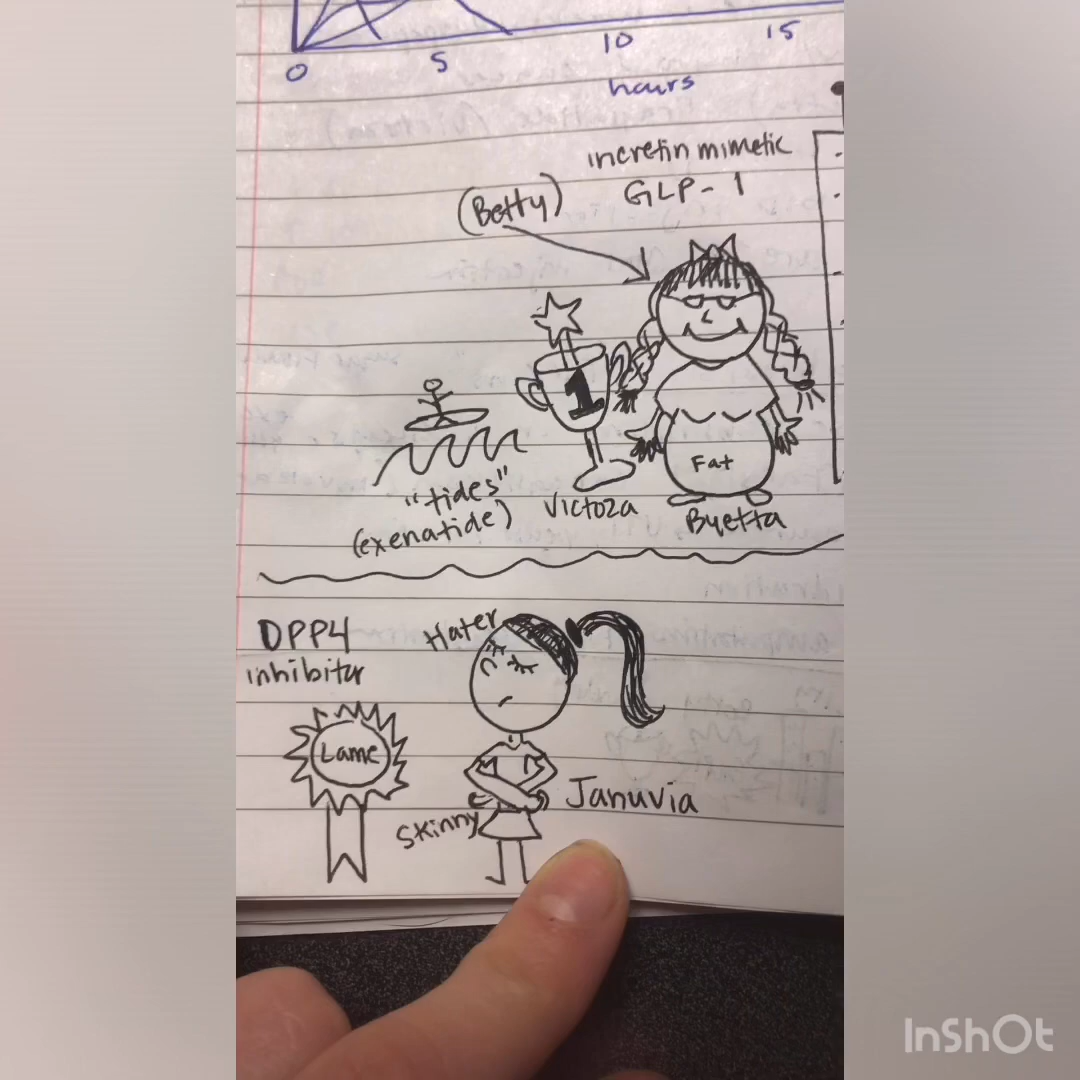 0
5
10
15
hours
incretin mimetic
GLP-1
(Betty)
1
Fat
"tides"
(exenatide)
Victoza
Byetta
DPP4
inhibitor
Hater
Lame
Skinny
Januvia
InShOt